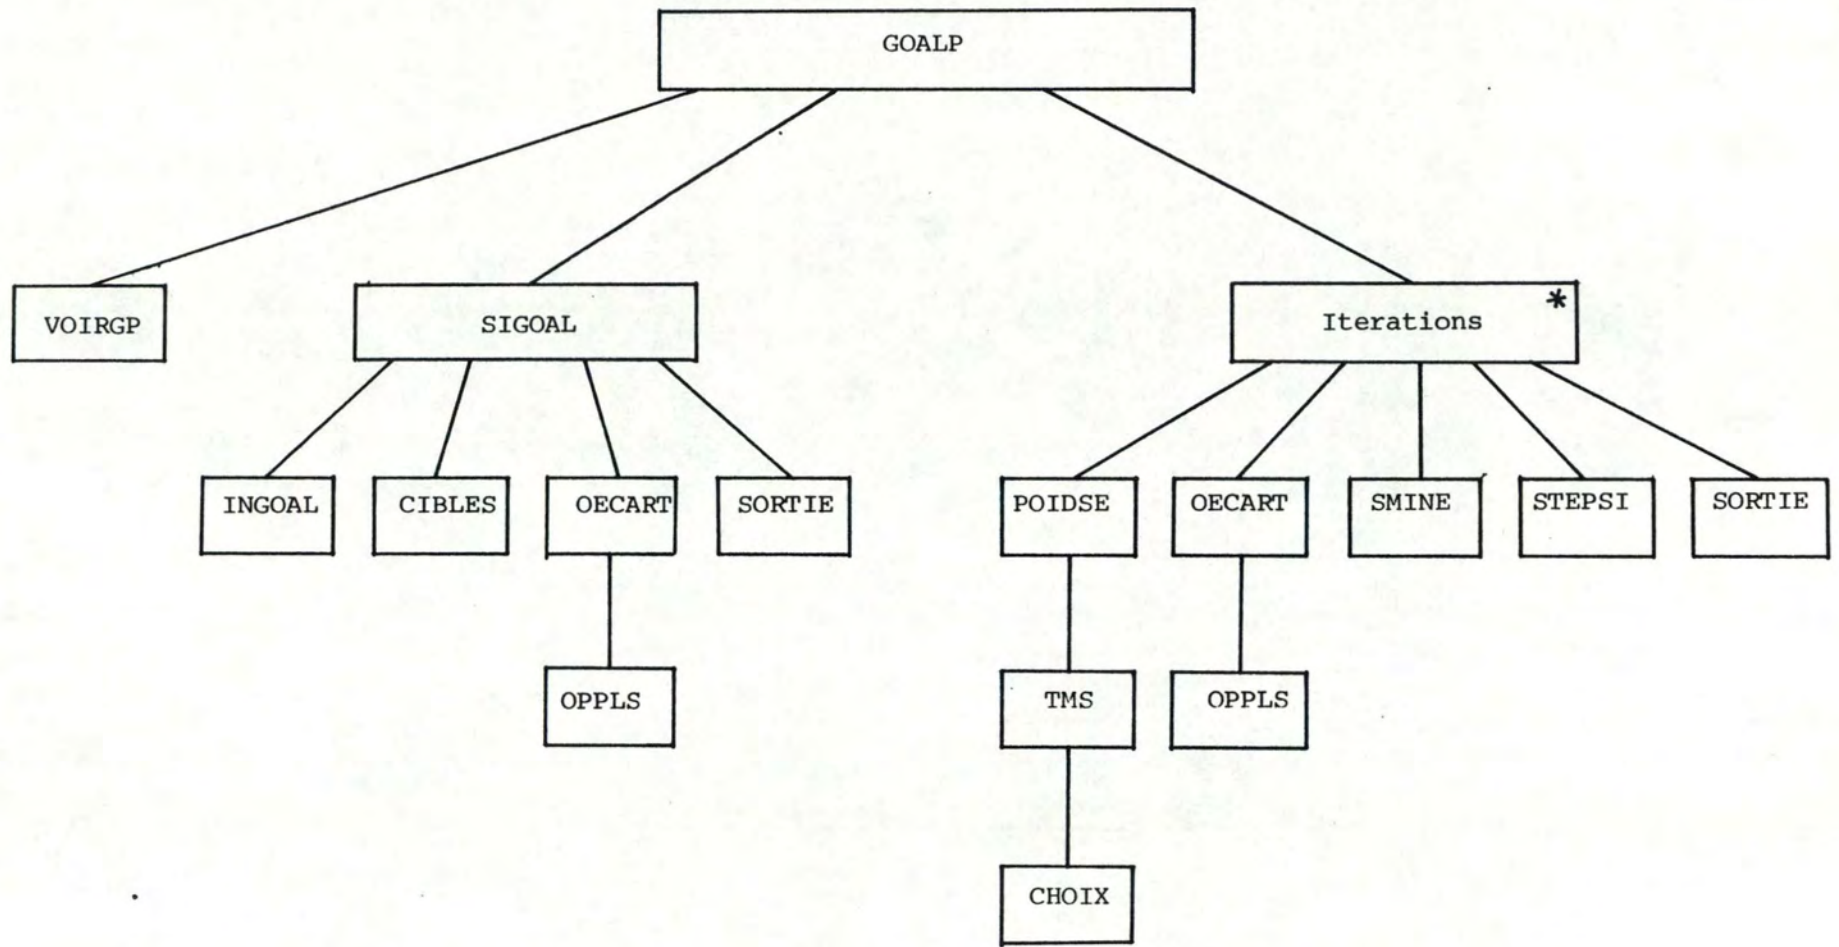 GOALP
VOIRGP
SIGOAL
Iterations *
INGOAL
CIBLES
OECART
SORTIE
POIDSE
OECART
SMINE
STEPSI
SORTIE
OPPLS
TMS
OPPLS
CHOIX